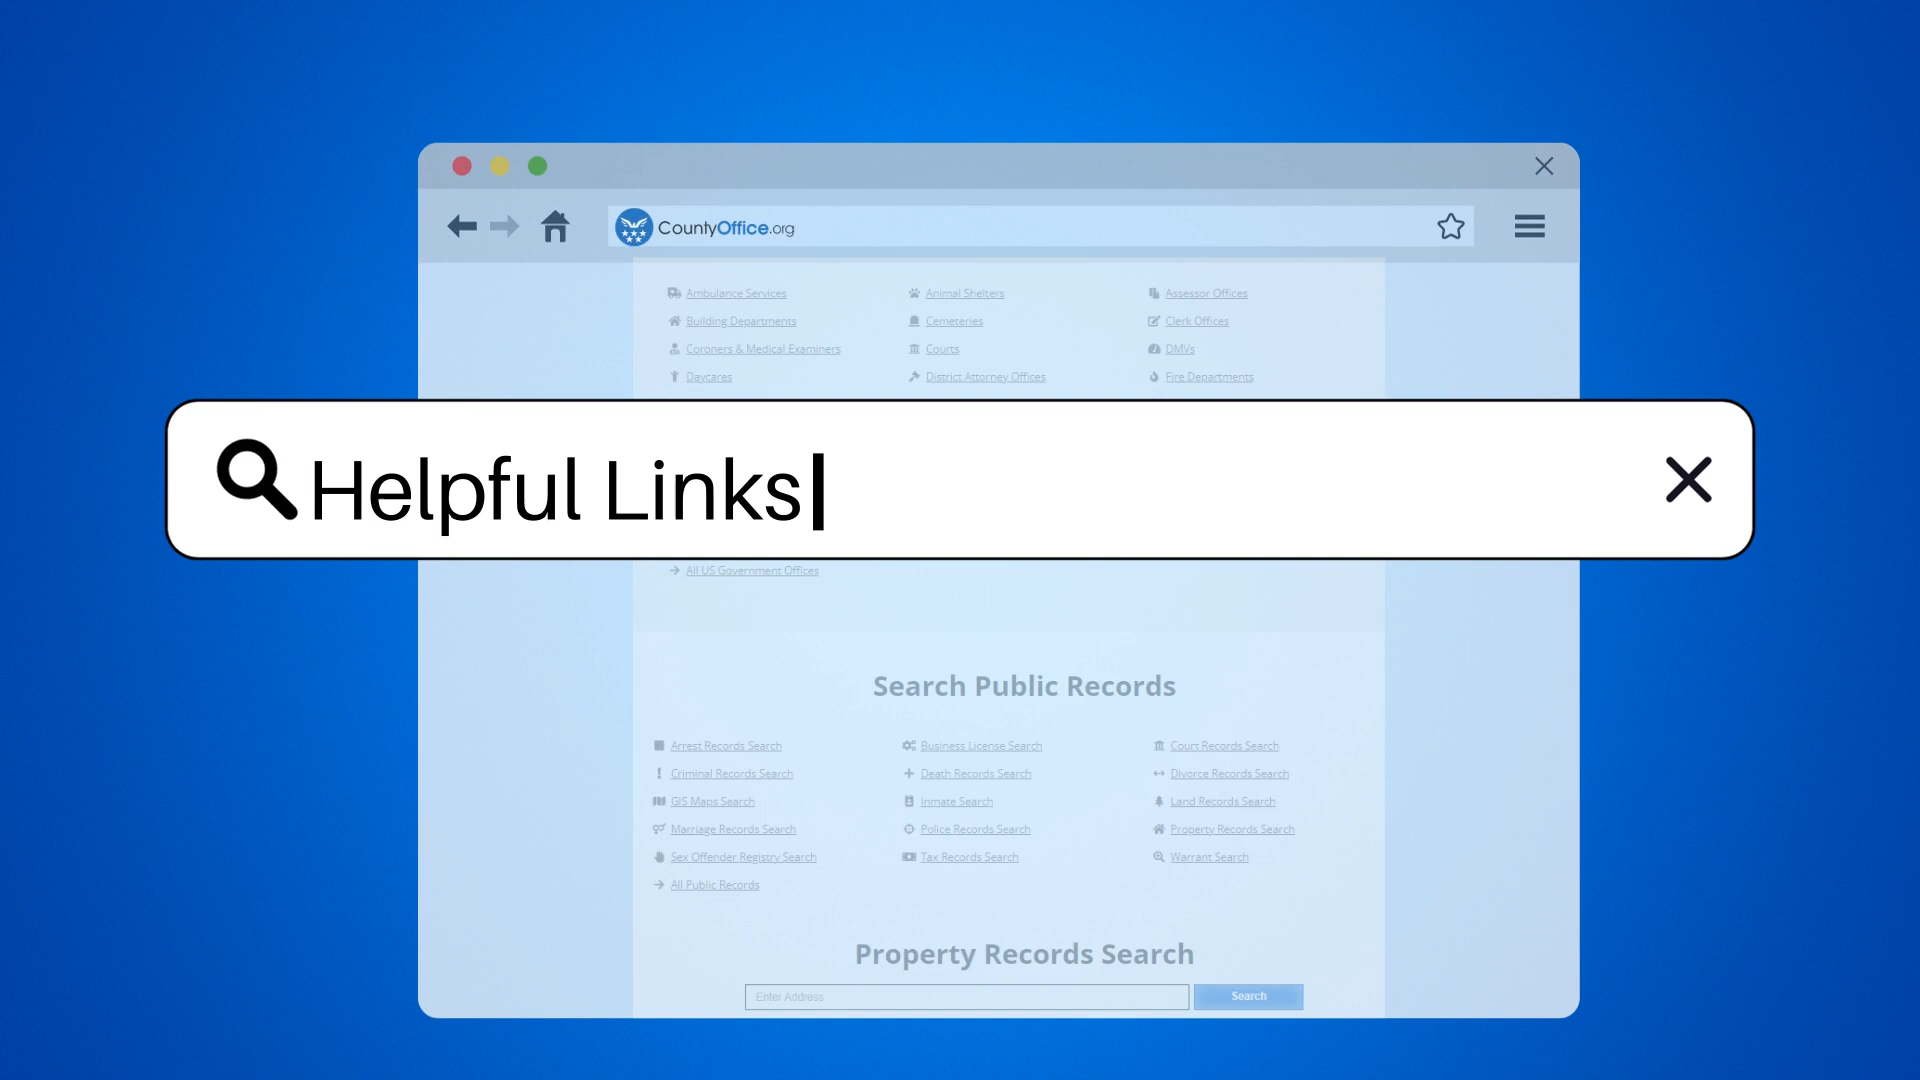 CountyOffice.org
Ambulance Services Animal Shelters Assessor Offices
Building Departments Cemeteries Clerk Offices
Coroners & Medical Examiners Courts DMVs
Daycares District Attorney Offices Fire Departments
Helpful Links
All US Government Offices
Search Public Records
Arrest Records Search Business License Search Court Records Search
Criminal Records Search Death Records Search Divorce Records Search
GIS Maps Search Inmate Search Land Records Search
Marriage Records Search Police Records Search Property Records Search
Sex Offender Registry Search Tax Records Search Warrant Search
All Public Records
Property Records Search
Enter Address Search